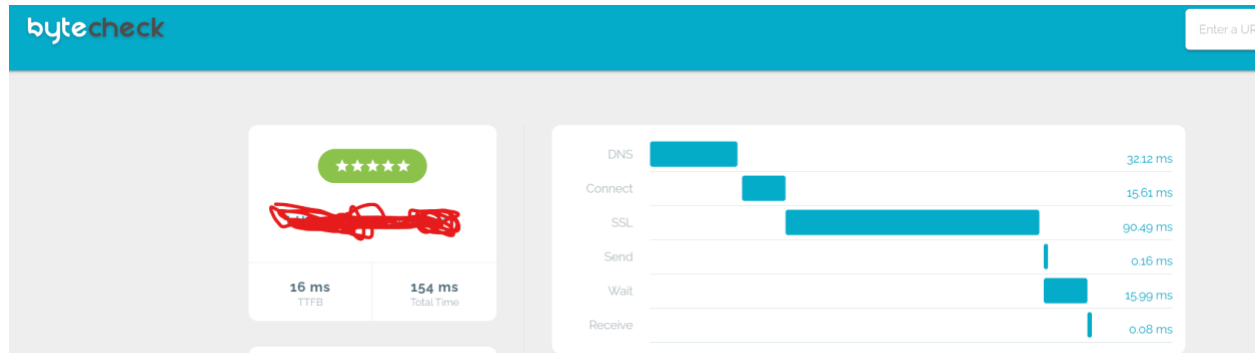 bytecheck
Enter a UR
★★★★★
16 ms
TTFB
154 ms
Total Time
DNS 32.12 ms
Connect 15.61 ms
SSL 90.49 ms
Send 0.16 ms
Wait 15.99 ms
Receive 0.08 ms